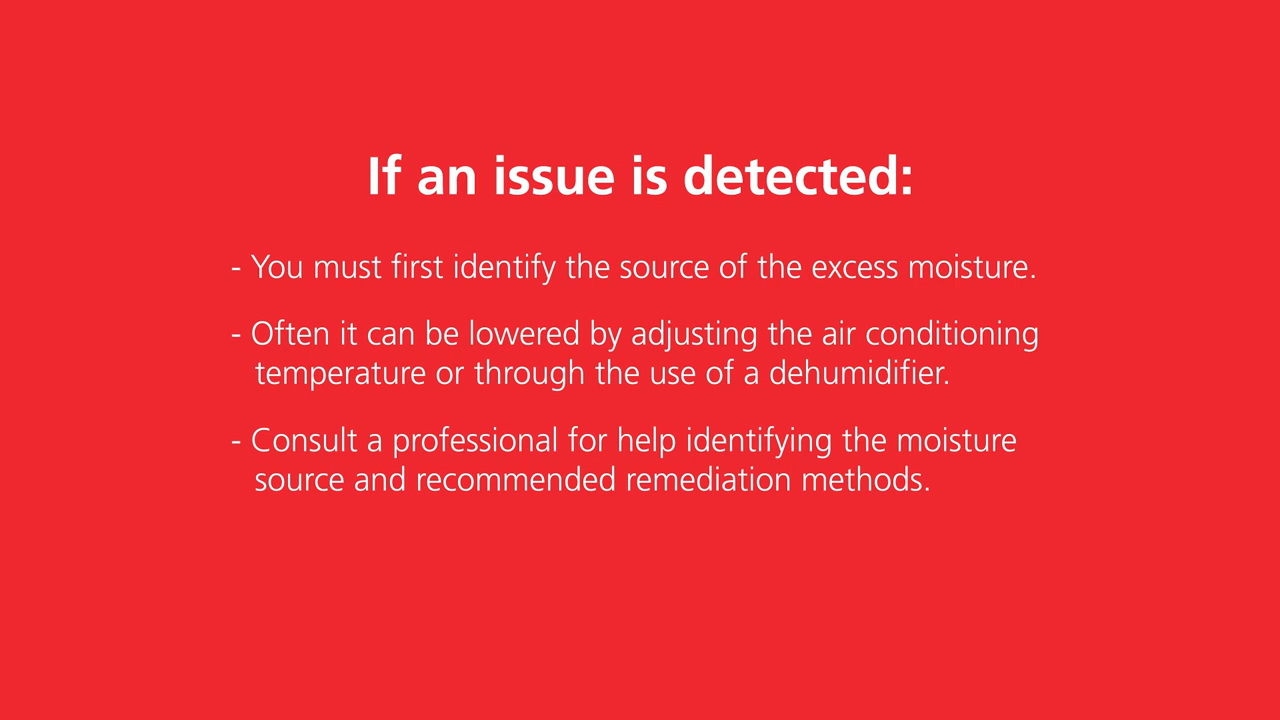 If an issue is detected:
- You must first identify the source of the excess moisture.
- Often it can be lowered by adjusting the air conditioning
temperature or through the use of a dehumidifier.
- Consult a professional for help identifying the moisture
source and recommended remediation methods.